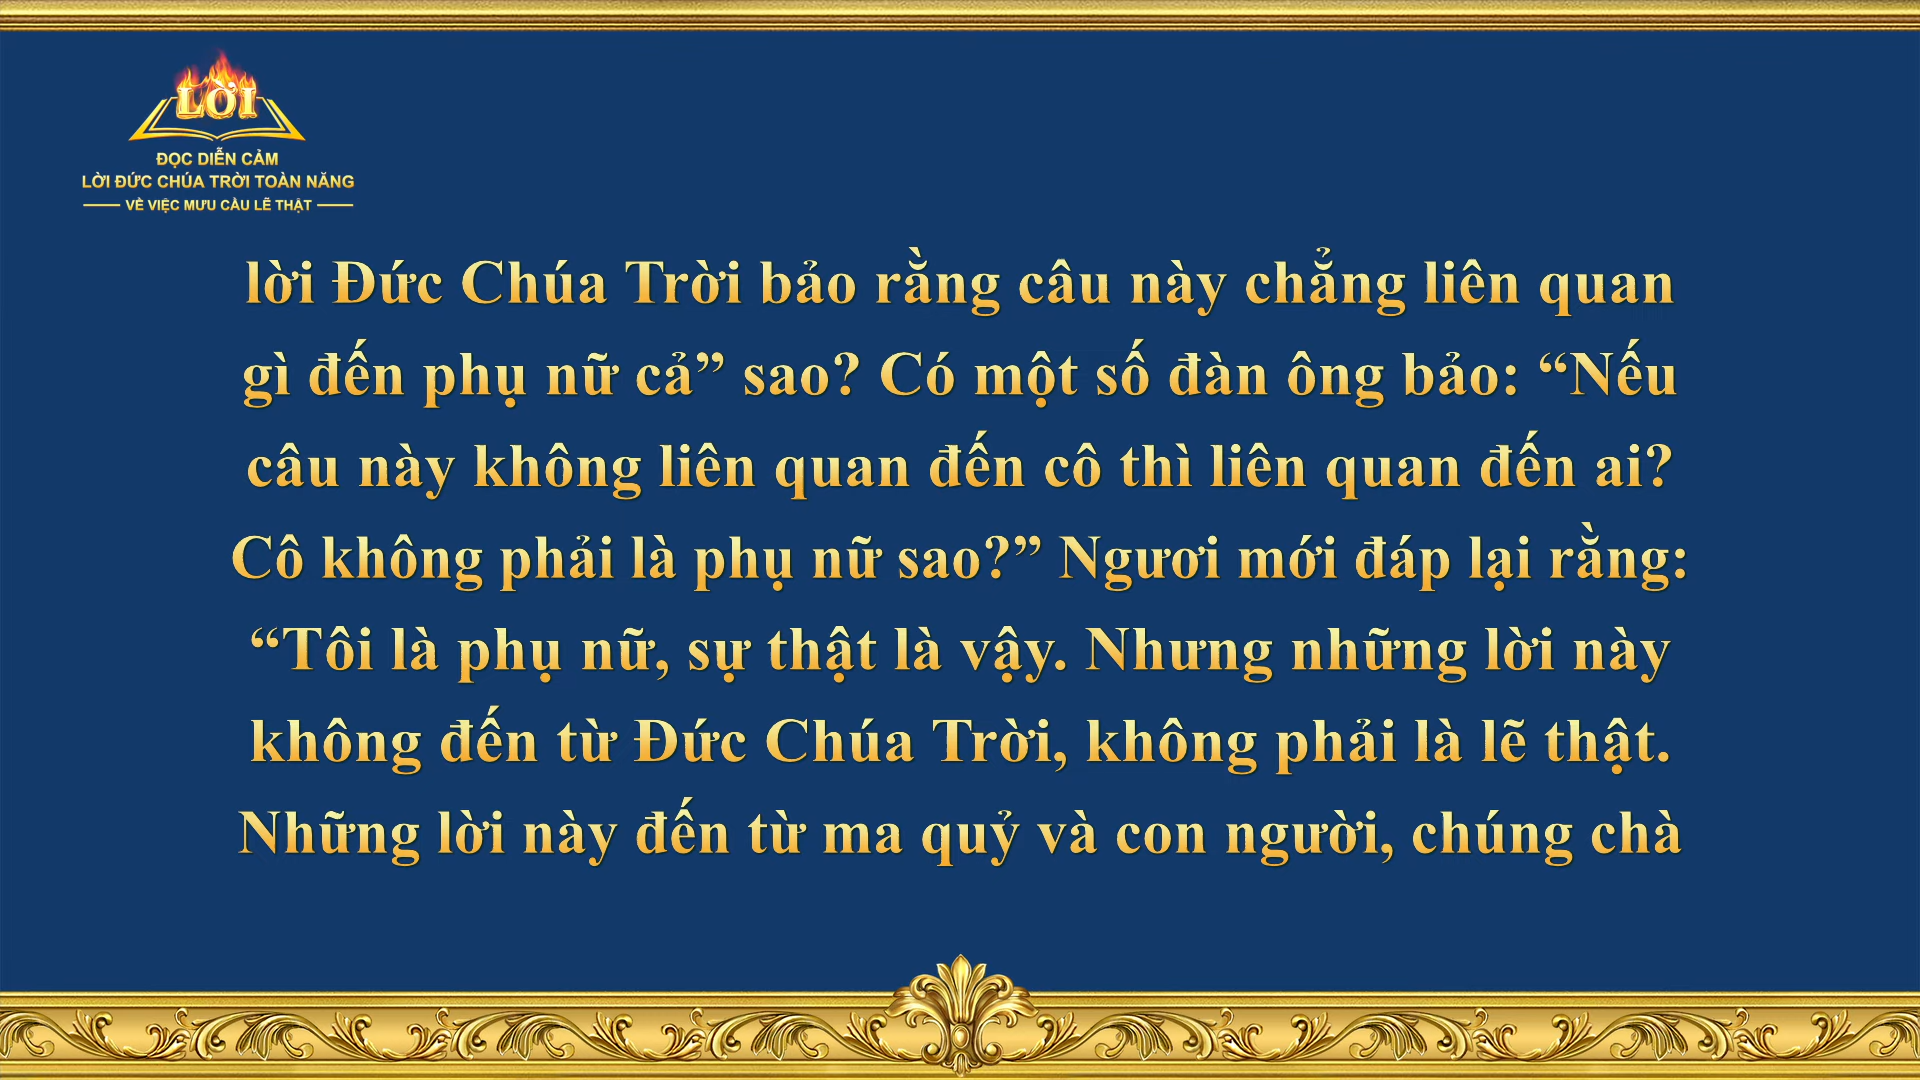 LỜI
ĐỌC DIỄN CẢM
LỜI ĐỨC CHÚA TRỜI TOÀN NĂNG
VỀ VIỆC MƯU CẦU LẼ THẬT
lời Đức Chúa Trời bảo rằng câu này chẳng liên quan
gì đến phụ nữ cả” sao? Có một số đàn ông bảo: “Nếu
câu này không liên quan đến cô thì liên quan đến ai?
Cô không phải là phụ nữ sao?” Ngươi mới đáp lại rằng:
“Tôi là phụ nữ, sự thật là vậy. Nhưng những lời này
không đến từ Đức Chúa Trời, không phải là lẽ thật.
Những lời này đến từ ma quỷ và con người, chúng chà